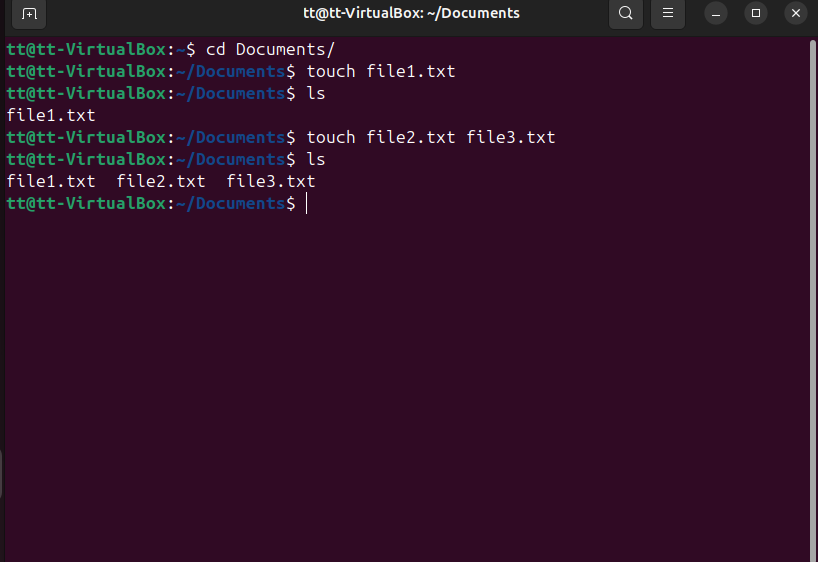 tt@tt-VirtualBox: ~/Documents
tt@tt-VirtualBox:~$ cd Documents/
tt@tt-VirtualBox:~/Documents$ touch file1.txt
tt@tt-VirtualBox:~/Documents$ ls
file1.txt
tt@tt-VirtualBox:~/Documents$ touch file2.txt file3.txt
tt@tt-VirtualBox:~/Documents$ ls
file1.txt  file2.txt  file3.txt
tt@tt-VirtualBox:~/Documents$